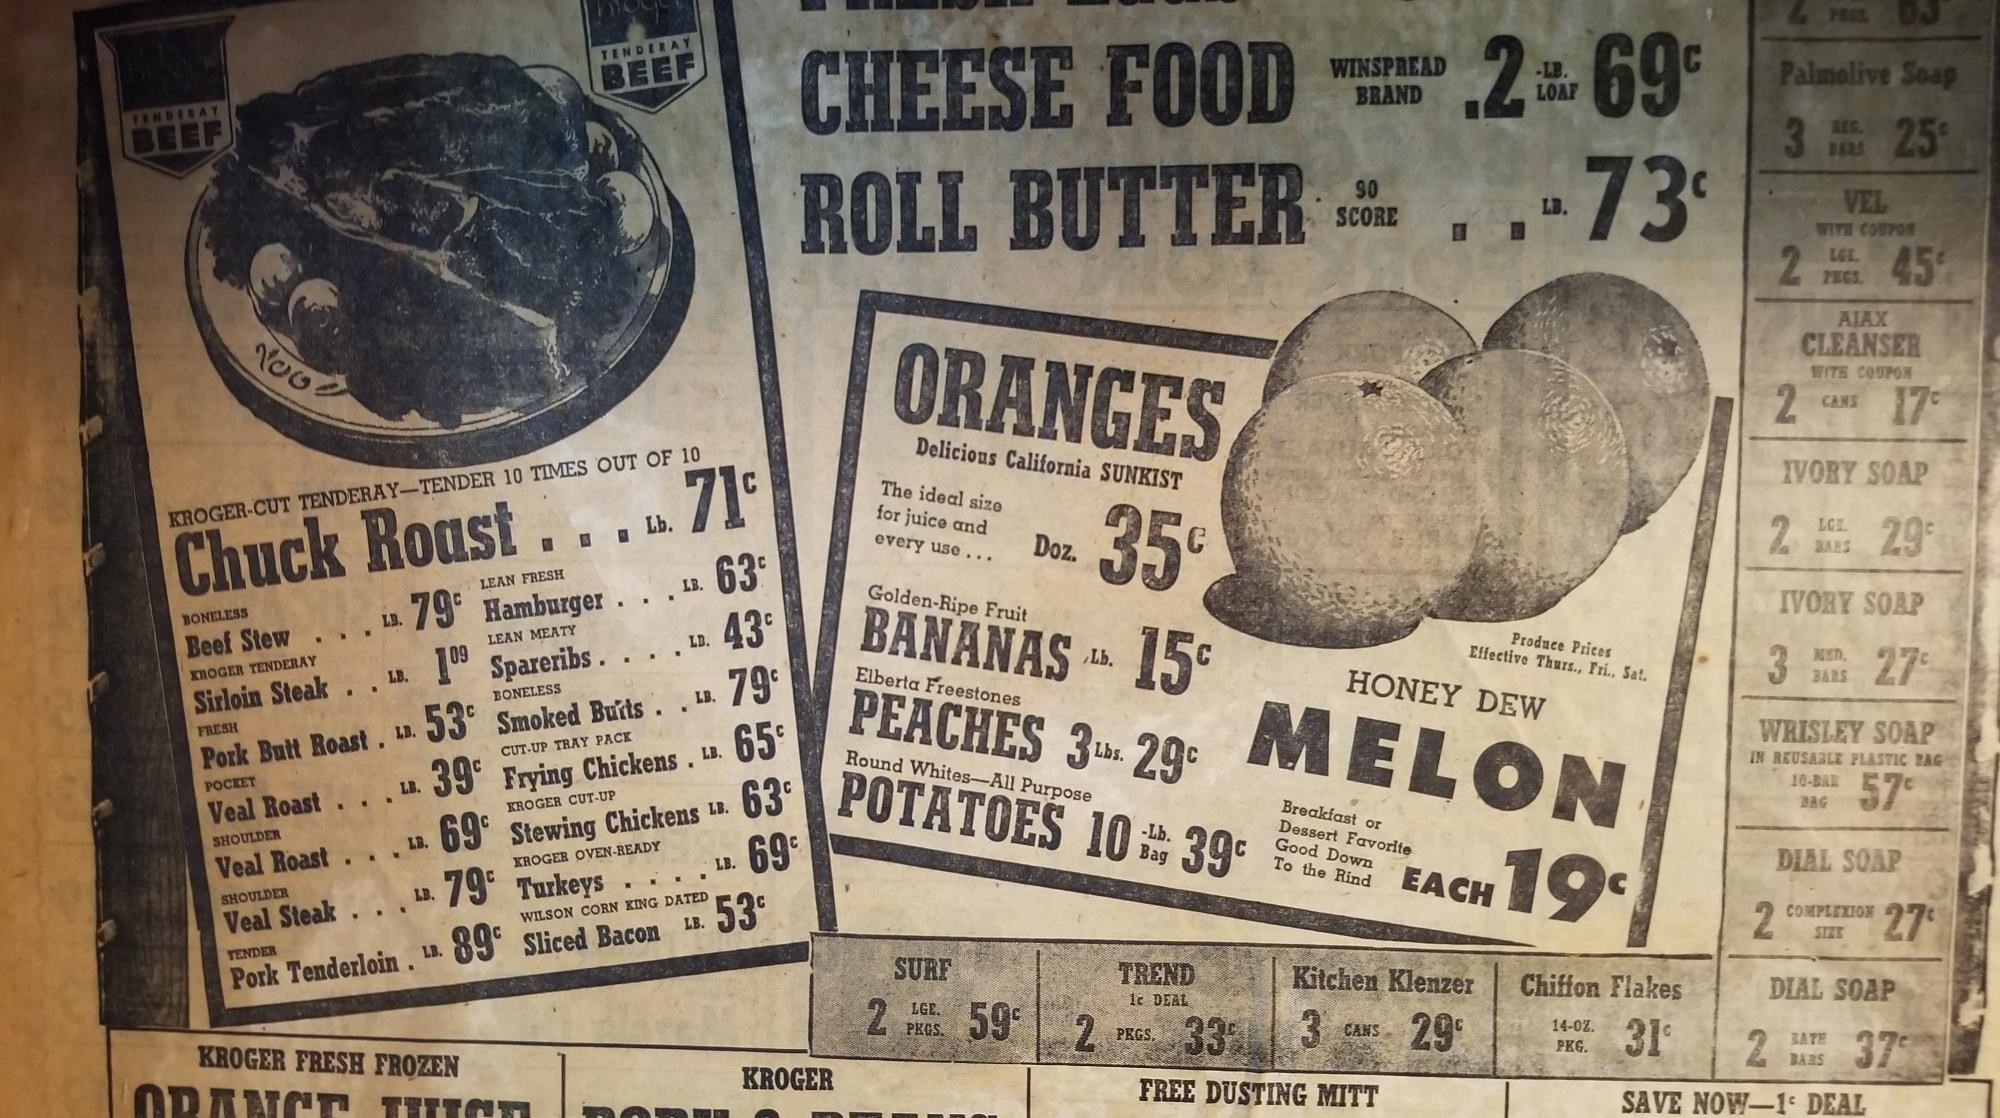 TENDERAY
BEEF
Kroger
TENDERAY
BEEF
KROGER-CUT TENDERAY—TENDER 10 TIMES OUT OF 10
Chuck Roast . . . Lb. 71c
BONELESS
Beef Stew . . . . LB. 79c
KROGER TENDERAY
Sirloin Steak . . LB. 1 09
FRESH
Pork Butt Roast . LB. 53c
POCKET
Veal Roast . . . LB. 39c
SHOULDER
Veal Roast . . . LB. 69c
SHOULDER
Veal Steak . . . LB. 79c
TENDER
Pork Tenderloin . LB. 89c
LEAN FRESH
Hamburger . . . LB. 63c
LEAN MEATY
Spareribs . . . . LB. 43c
BONELESS
Smoked Butts . . LB. 79c
CUT-UP TRAY PACK
Frying Chickens . LB. 65c
KROGER CUT-UP
Stewing Chickens LB. 63c
KROGER OVEN-READY
Turkeys . . . . LB. 69c
WILSON CORN KING DATED
Sliced Bacon LB. 53c
CHEESE FOOD WINSPREAD BRAND . 2 -LB. LOAF 69c
ROLL BUTTER 90 SCORE . . LB. 73c
ORANGES
Delicious California SUNKIST
The ideal size
for juice and
every use . . .
Doz. 35c
Golden-Ripe Fruit
BANANAS Lb. 15c
Elberta Freestones
PEACHES 3 Lbs. 29c
Round Whites—All Purpose
POTATOES 10 -Lb. Bag 39c
Produce Prices
Effective Thurs., Fri., Sat.
HONEY DEW
MELON
Breakfast or
Dessert Favorite
Good Down
To the Rind
EACH 19c
2 PKGS. 63c
Palmolive Soap
3 REG. BARS 25c
VEL
WITH COUPON
2 LGE. PKGS. 45c
AJAX
CLEANSER
WITH COUPON
2 CANS 17c
IVORY SOAP
2 LGE. BARS 29c
IVORY SOAP
3 MED. BARS 27c
WRISLEY SOAP
IN REUSABLE PLASTIC BAG
10-BAR BAG 57c
DIAL SOAP
2 COMPLEXION SIZE 27c
DIAL SOAP
2 BATH BARS 37c
SURF
2 LGE. PKGS. 59c
TREND
1c DEAL
2 PKGS. 33c
Kitchen Klenzer
3 CANS 29c
Chiffon Flakes
14-OZ. PKG. 31c
KROGER FRESH FROZEN
ORANGE JUICE
KROGER
PORK & BEANS
FREE DUSTING MITT
SAVE NOW—1c DEAL